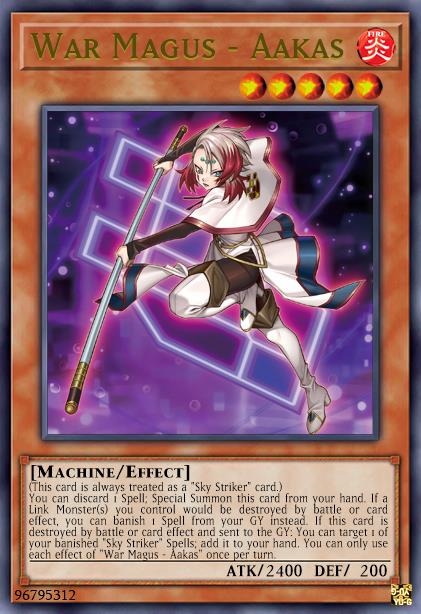 War Magus - Aakas
FIRE
炎
[Machine/Effect]
(This card is always treated as a "Sky Striker" card.)
You can discard 1 Spell; Special Summon this card from your hand. If a
Link Monster(s) you control would be destroyed by battle or card
effect, you can banish 1 Spell from your GY instead. If this card is
destroyed by battle or card effect and sent to the GY: You can target 1 of
your banished "Sky Striker" Spells; add it to your hand. You can only use
each effect of "War Magus - Aakas" once per turn.
ATK/2400 DEF/ 200
96795312